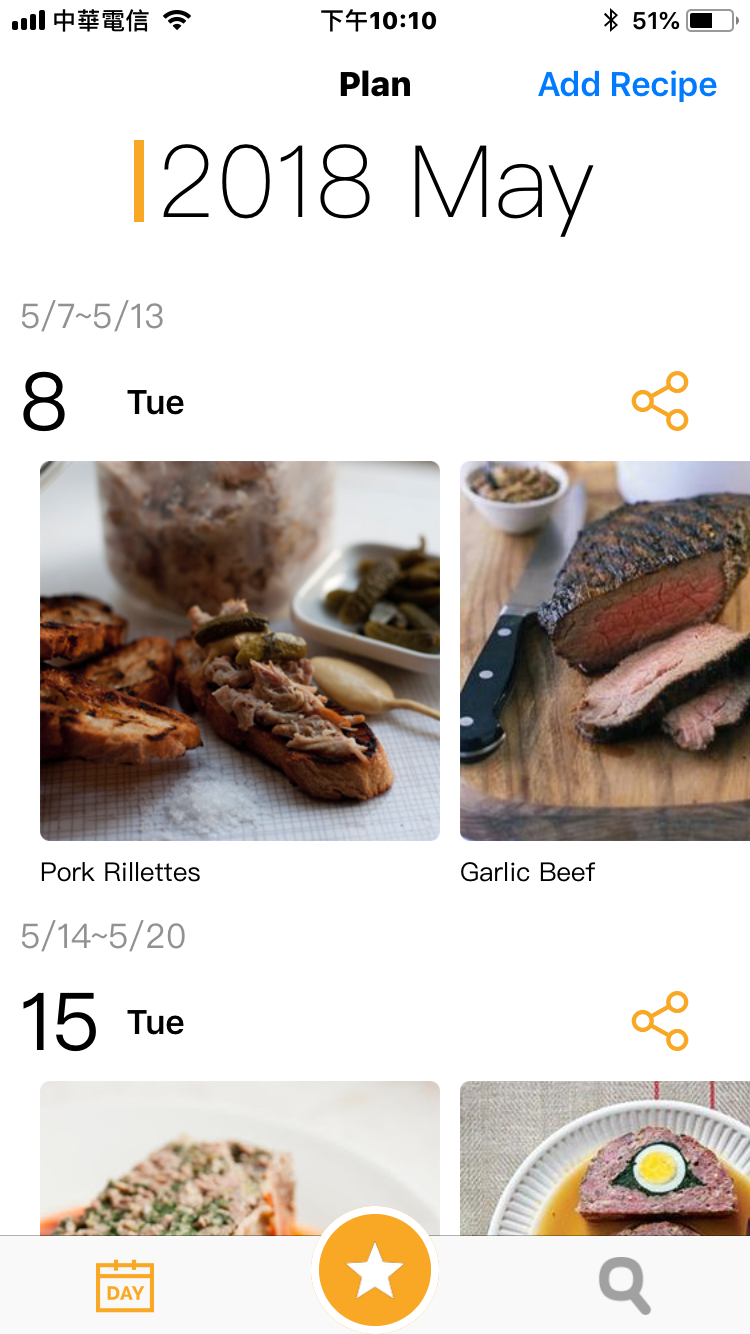 中華電信 下午10:10 51%
Plan Add Recipe
2018 May
5/7~5/13
8 Tue
Pork Rillettes Garlic Beef
5/14~5/20
15 Tue
DAY